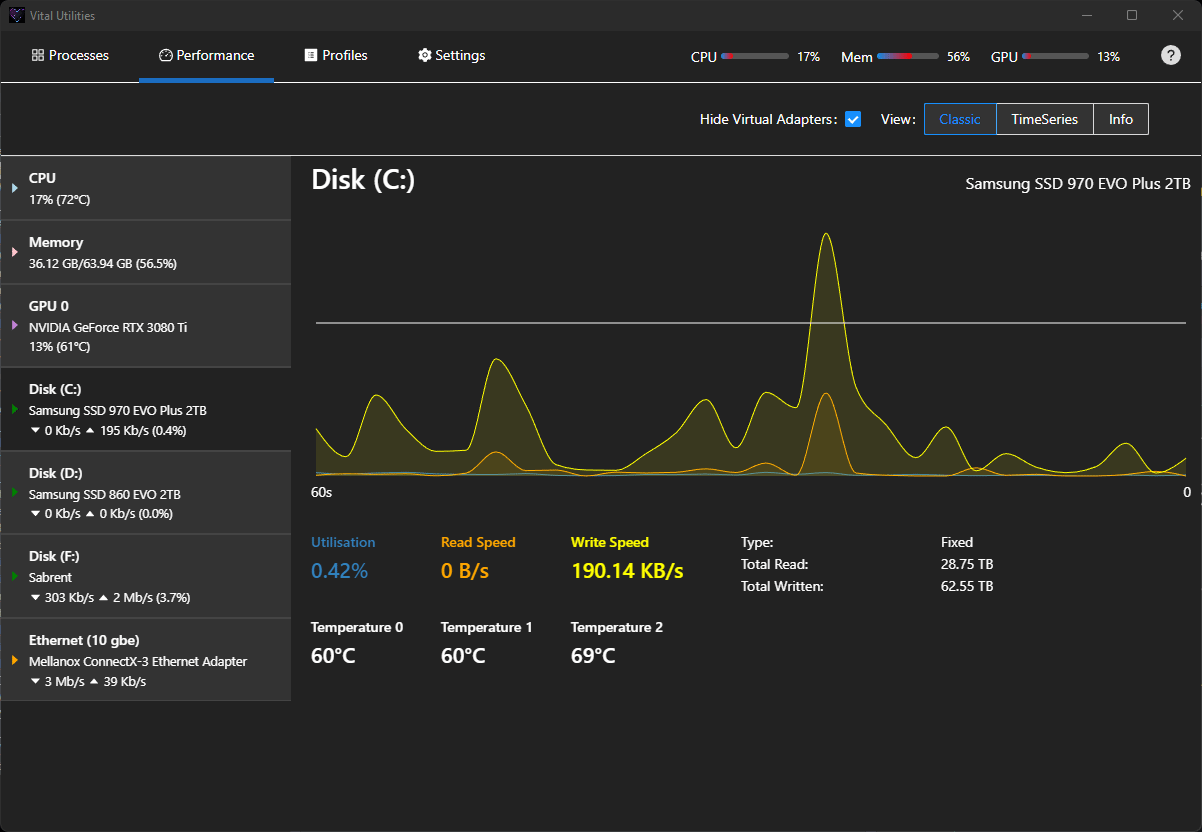 Vital Utilities
Processes Performance Profiles Settings CPU 17% Mem 56% GPU 13% ?
Hide Virtual Adapters: View: Classic TimeSeries Info
CPU
17% (72°C)
Memory
36.12 GB/63.94 GB (56.5%)
GPU 0
NVIDIA GeForce RTX 3080 Ti
13% (61°C)
Disk (C:)
Samsung SSD 970 EVO Plus 2TB
0 Kb/s 195 Kb/s (0.4%)
Disk (D:)
Samsung SSD 860 EVO 2TB
0 Kb/s 0 Kb/s (0.0%)
Disk (F:)
Sabrent
303 Kb/s 2 Mb/s (3.7%)
Ethernet (10 gbe)
Mellanox ConnectX-3 Ethernet Adapter
3 Mb/s 39 Kb/s
Disk (C:)
Samsung SSD 970 EVO Plus 2TB
60s 0
Utilisation Read Speed Write Speed
0.42% 0 B/s 190.14 KB/s
Type: Fixed
Total Read: 28.75 TB
Total Written: 62.55 TB
Temperature 0 Temperature 1 Temperature 2
60°C 60°C 69°C